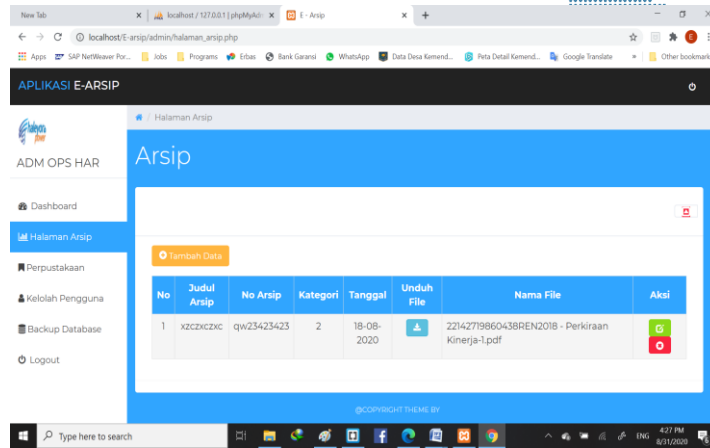 New Tab
localhost / 127.0.0.1 | phpMyAdm
E - Arsip
localhost/E-arsip/admin/halaman_arsip.php
Apps
SAP NetWeaver Por...
Jobs
Programs
Erbas
Bank Garansi
WhatsApp
Data Desa Kemend...
Peta Detail Kemend...
Google Translate
»
Other bookmark
APLIKASI E-ARSIP
/ Halaman Arsip
ADM OPS HAR
Arsip
Dashboard
Halaman Arsip
Perpustakaan
Kelolah Pengguna
Backup Database
Logout
Tambah Data
No Judul Arsip No Arsip Kategori Tanggal Unduh File Nama File Aksi
1 xzczxczxc qw23423423 2 18-08-2020 22142719860438REN2018 - Perkiraan Kinerja-1.pdf
@COPYRIGHT THEME BY
Type here to search
ENG
4:27 PM
8/31/2020